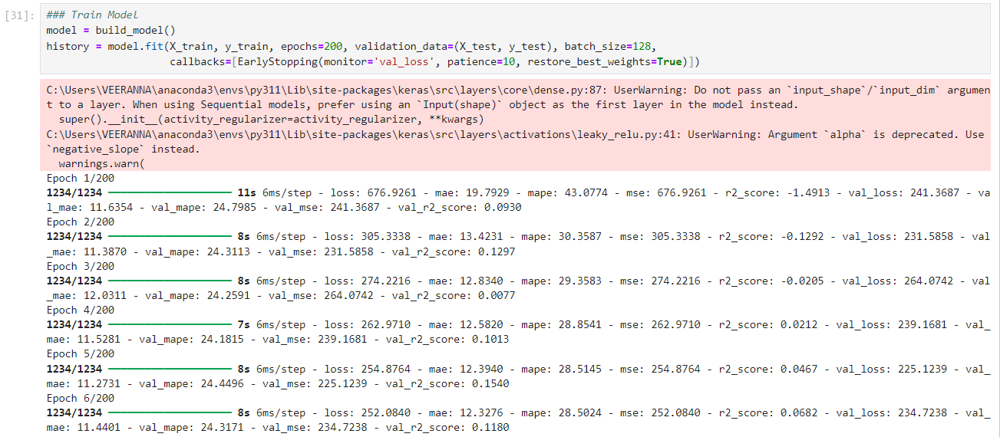 [31]: ### Train Model
model = build_model()
history = model.fit(X_train, y_train, epochs=200, validation_data=(X_test, y_test), batch_size=128,
callbacks=[EarlyStopping(monitor='val_loss', patience=10, restore_best_weights=True)])
C:\Users\VEERANNA\anaconda3\envs\py311\Lib\site-packages\keras\src\layers\core\dense.py:87: UserWarning: Do not pass an `input_shape`/`input_dim` argumen
t to a layer. When using Sequential models, prefer using an `Input(shape)` object as the first layer in the model instead.
super().__init__(activity_regularizer=activity_regularizer, **kwargs)
C:\Users\VEERANNA\anaconda3\envs\py311\Lib\site-packages\keras\src\layers\activations\leaky_relu.py:41: UserWarning: Argument `alpha` is deprecated. Use
`negative_slope` instead.
warnings.warn(
Epoch 1/200
1234/1234 ━━━━━━━━━━━━━━━━━━━━ 11s 6ms/step - loss: 676.9261 - mae: 19.7929 - mape: 43.0774 - mse: 676.9261 - r2_score: -1.4913 - val_loss: 241.3687 - va
l_mae: 11.6354 - val_mape: 24.7985 - val_mse: 241.3687 - val_r2_score: 0.0930
Epoch 2/200
1234/1234 ━━━━━━━━━━━━━━━━━━━━ 8s 6ms/step - loss: 305.3338 - mae: 13.4231 - mape: 30.3587 - mse: 305.3338 - r2_score: -0.1292 - val_loss: 231.5858 - val
_mae: 11.3870 - val_mape: 24.3113 - val_mse: 231.5858 - val_r2_score: 0.1297
Epoch 3/200
1234/1234 ━━━━━━━━━━━━━━━━━━━━ 8s 6ms/step - loss: 274.2216 - mae: 12.8340 - mape: 29.3583 - mse: 274.2216 - r2_score: -0.0205 - val_loss: 264.0742 - val
_mae: 12.0311 - val_mape: 24.2591 - val_mse: 264.0742 - val_r2_score: 0.0077
Epoch 4/200
1234/1234 ━━━━━━━━━━━━━━━━━━━━ 7s 6ms/step - loss: 262.9710 - mae: 12.5820 - mape: 28.8541 - mse: 262.9710 - r2_score: 0.0212 - val_loss: 239.1681 - val_
mae: 11.5281 - val_mape: 24.1815 - val_mse: 239.1681 - val_r2_score: 0.1013
Epoch 5/200
1234/1234 ━━━━━━━━━━━━━━━━━━━━ 8s 6ms/step - loss: 254.8764 - mae: 12.3940 - mape: 28.5145 - mse: 254.8764 - r2_score: 0.0467 - val_loss: 225.1239 - val_
mae: 11.2731 - val_mape: 24.4496 - val_mse: 225.1239 - val_r2_score: 0.1540
Epoch 6/200
1234/1234 ━━━━━━━━━━━━━━━━━━━━ 8s 6ms/step - loss: 252.0840 - mae: 12.3276 - mape: 28.5024 - mse: 252.0840 - r2_score: 0.0682 - val_loss: 234.7238 - val_
mae: 11.4401 - val_mape: 24.3171 - val_mse: 234.7238 - val_r2_score: 0.1180